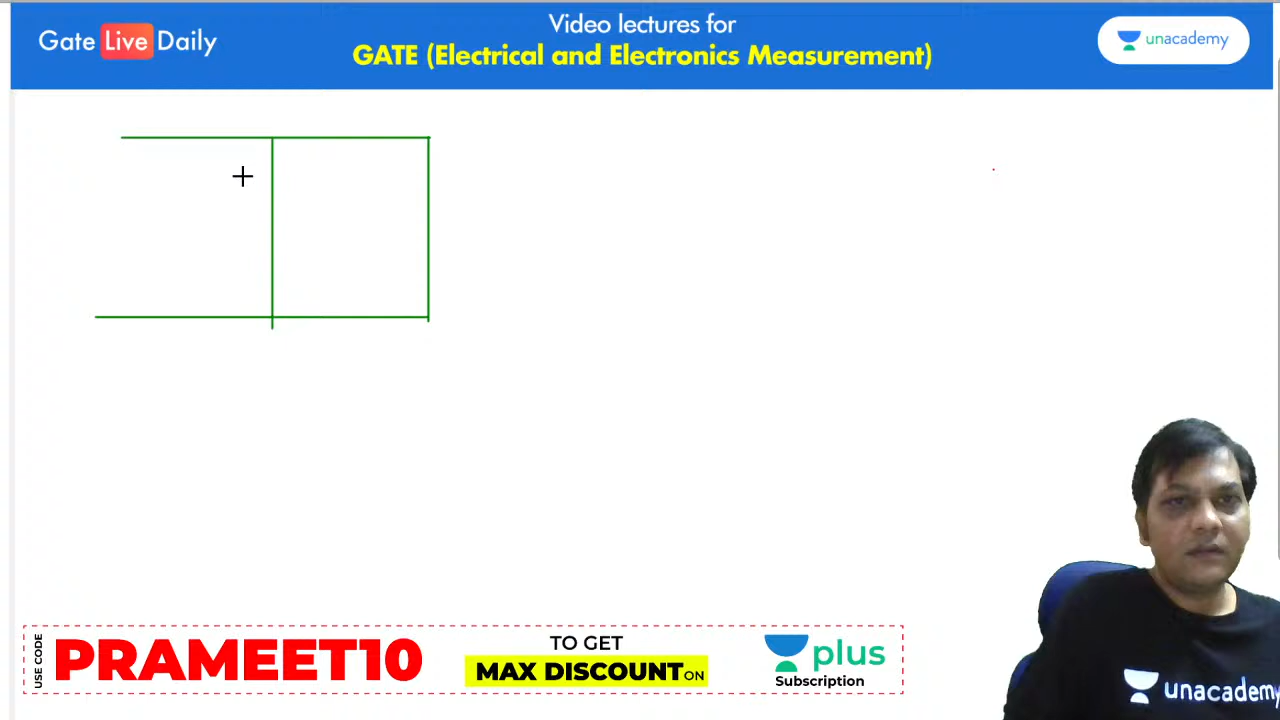 Gate Live Daily
Video lectures for
GATE (Electrical and Electronics Measurement)
unacademy
USE CODE
PRAMEET10
TO GET
MAX DISCOUNT ON
plus
Subscription
unacademy